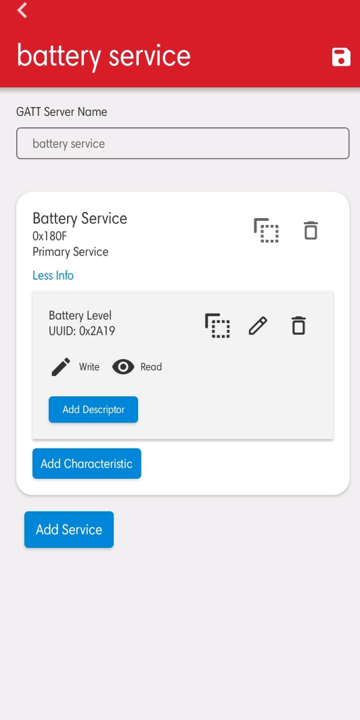 battery service
GATT Server Name
battery service
Battery Service
0x180F
Primary Service
Less Info
Battery Level
UUID: 0x2A19
Write Read
Add Descriptor
Add Characteristic
Add Service